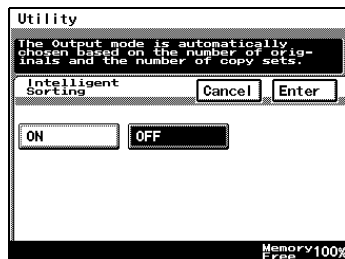 Utility
The Output mode is automatically
chosen based on the number of orig-
inals and the number of copy sets.
Intelligent
Sorting
Cancel
Enter
ON
OFF
Memory
Free 100%